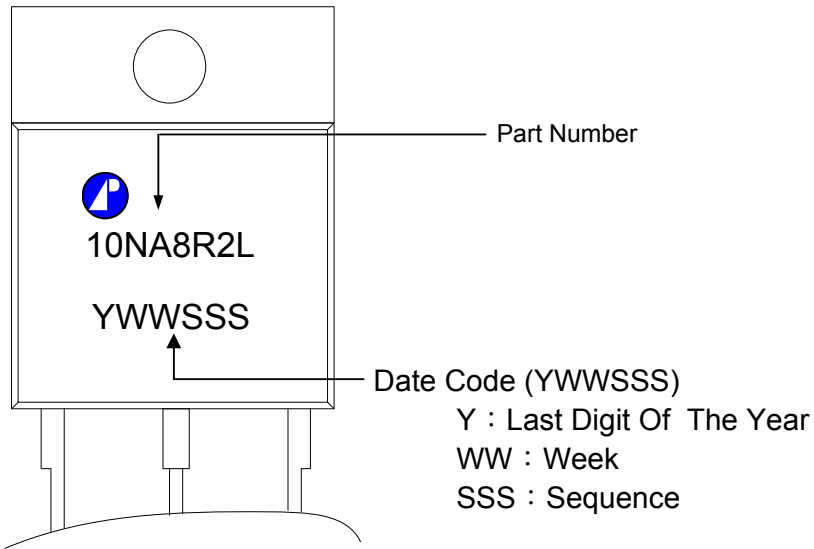 Part Number
10NA8R2L
YWWSSS
Date Code (YWWSSS)
Y：Last Digit Of The Year
WW：Week
SSS：Sequence